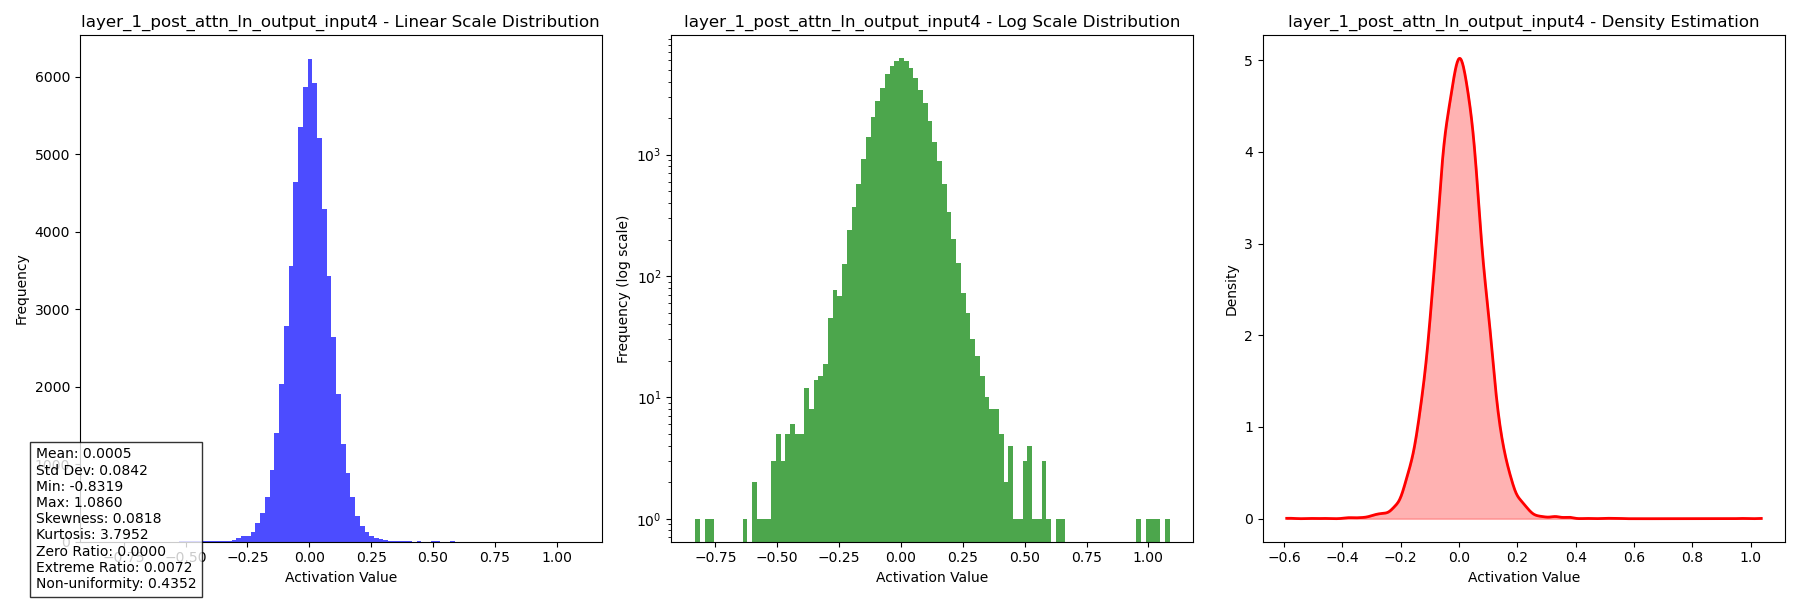 layer_1_post_attn_ln_output_input4 - Linear Scale Distribution
Frequency
6000
5000
4000
3000
2000
1000
0
−0.75
−0.50
−0.25
0.00
0.25
0.50
0.75
1.00
Activation Value
Mean: 0.0005
Std Dev: 0.0842
Min: -0.8319
Max: 1.0860
Skewness: 0.0818
Kurtosis: 3.7952
Zero Ratio: 0.0000
Extreme Ratio: 0.0072
Non-uniformity: 0.4352
layer_1_post_attn_ln_output_input4 - Log Scale Distribution
Frequency (log scale)
10³
10²
10¹
10⁰
−0.75
−0.50
−0.25
0.00
0.25
0.50
0.75
1.00
Activation Value
layer_1_post_attn_ln_output_input4 - Density Estimation
Density
5
4
3
2
1
0
−0.6
−0.4
−0.2
0.0
0.2
0.4
0.6
0.8
1.0
Activation Value